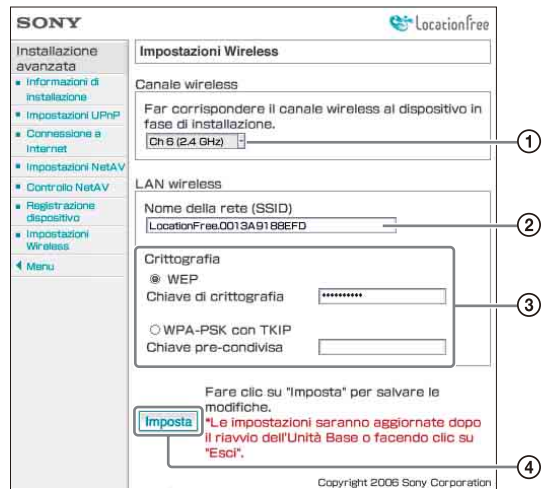 SONY
LocationFree
Installazione
avanzata
Informazioni di
installazione
Impostazioni UPnP
Connessione a
Internet
Impostazioni NetAV
Controllo NetAV
Registrazione
dispositivo
Impostazioni
Wireless
Menu
Impostazioni Wireless
Canale wireless
Far corrispondere il canale wireless al dispositivo in
fase di installazione.
Ch 6 (2.4 GHz)
1
LAN wireless
Nome della rete (SSID)
LocationFree.0013A9188EFD
2
Crittografia
WEP
Chiave di crittografia
••••••••••
3
WPA-PSK con TKIP
Chiave pre-condivisa
Fare clic su "Imposta" per salvare le
modifiche.
Imposta
*Le impostazioni saranno aggiornate dopo
il riavvio dell'Unità Base o facendo clic su
"Esci".
4
Copyright 2006 Sony Corporation